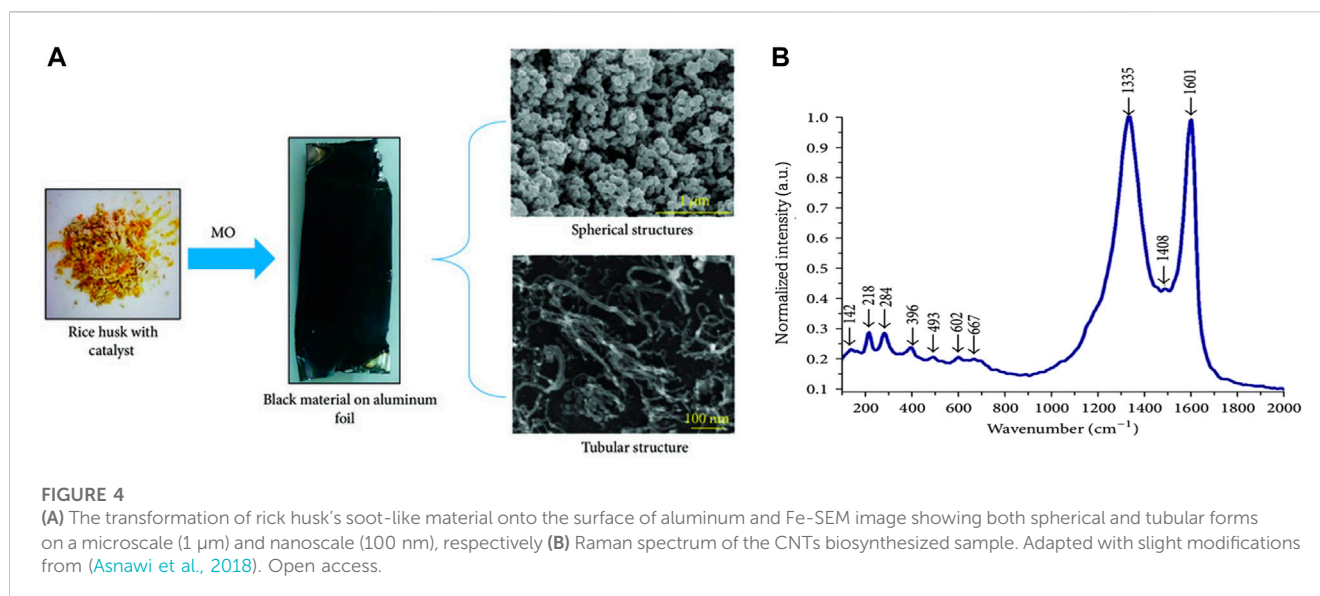 A
Rice husk with
catalyst
MO
Black material on aluminum
foil
1 µm
Spherical structures
100 nm
Tubular structure
B
Normalized intensity (a.u.)
1.0
0.9
0.8
0.7
0.6
0.5
0.4
0.3
0.2
0.1
142
218
284
396
493
602
667
1335
1408
1601
200 400 600 800 1000 1200 1400 1600 1800 2000
Wavenumber (cm⁻¹)
FIGURE 4
(A) The transformation of rick husk's soot-like material onto the surface of aluminum and Fe-SEM image showing both spherical and tubular forms
on a microscale (1 µm) and nanoscale (100 nm), respectively (B) Raman spectrum of the CNTs biosynthesized sample. Adapted with slight modifications
from (Asnawi et al., 2018). Open access.